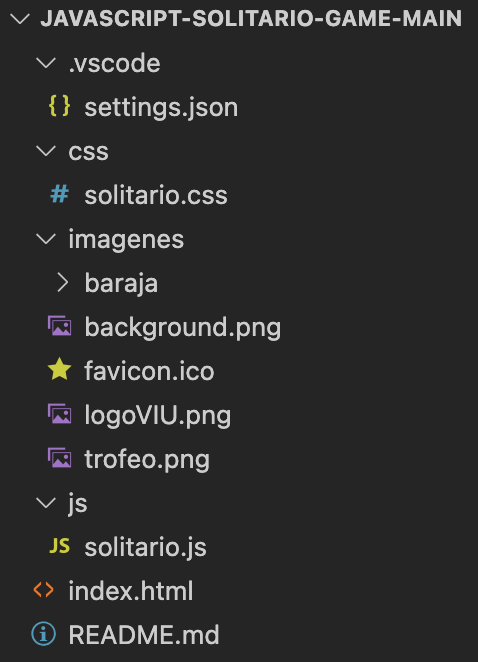 JAVASCRIPT-SOLITARIO-GAME-MAIN
.vscode
{} settings.json
css
# solitario.css
imagenes
baraja
background.png
favicon.ico
logoVIU.png
trofeo.png
js
JS solitario.js
<> index.html
i README.md